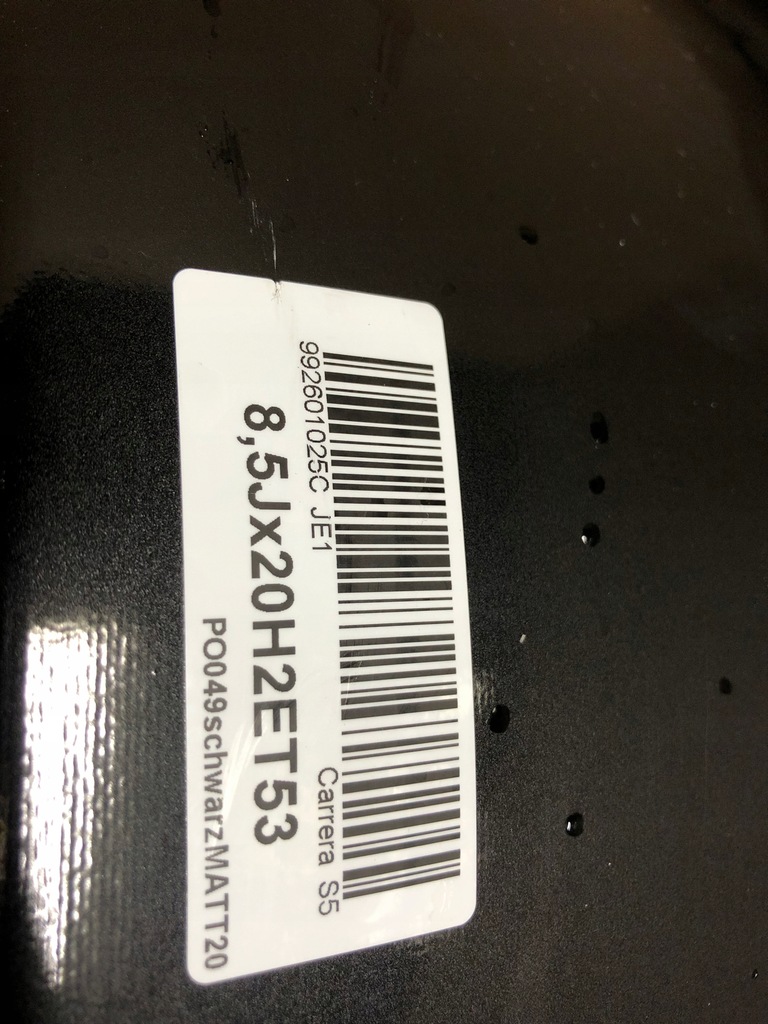 992601025C JE1 Carrera S5
8,5Jx20H2ET53
PO049schwarzMATT20